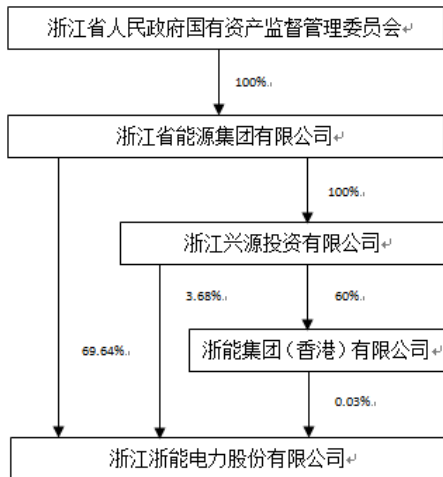 浙江省人民政府国有资产监督管理委员会
100%
浙江省能源集团有限公司
100%
浙江兴源投资有限公司
3.68%
60%
69.64%
浙能集团（香港）有限公司
0.03%
浙江浙能电力股份有限公司